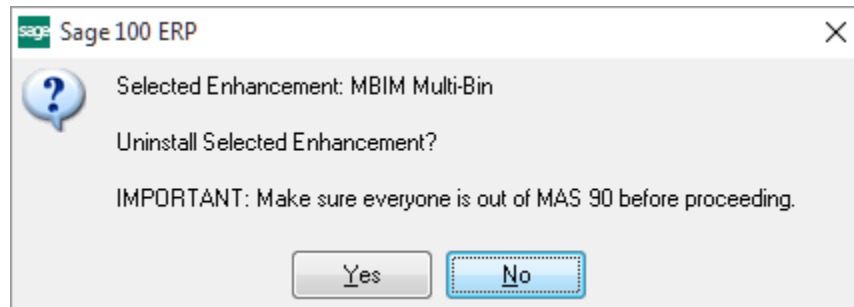 sage Sage 100 ERP
Selected Enhancement: MBIM Multi-Bin
Uninstall Selected Enhancement?
IMPORTANT: Make sure everyone is out of MAS 90 before proceeding.
Yes No